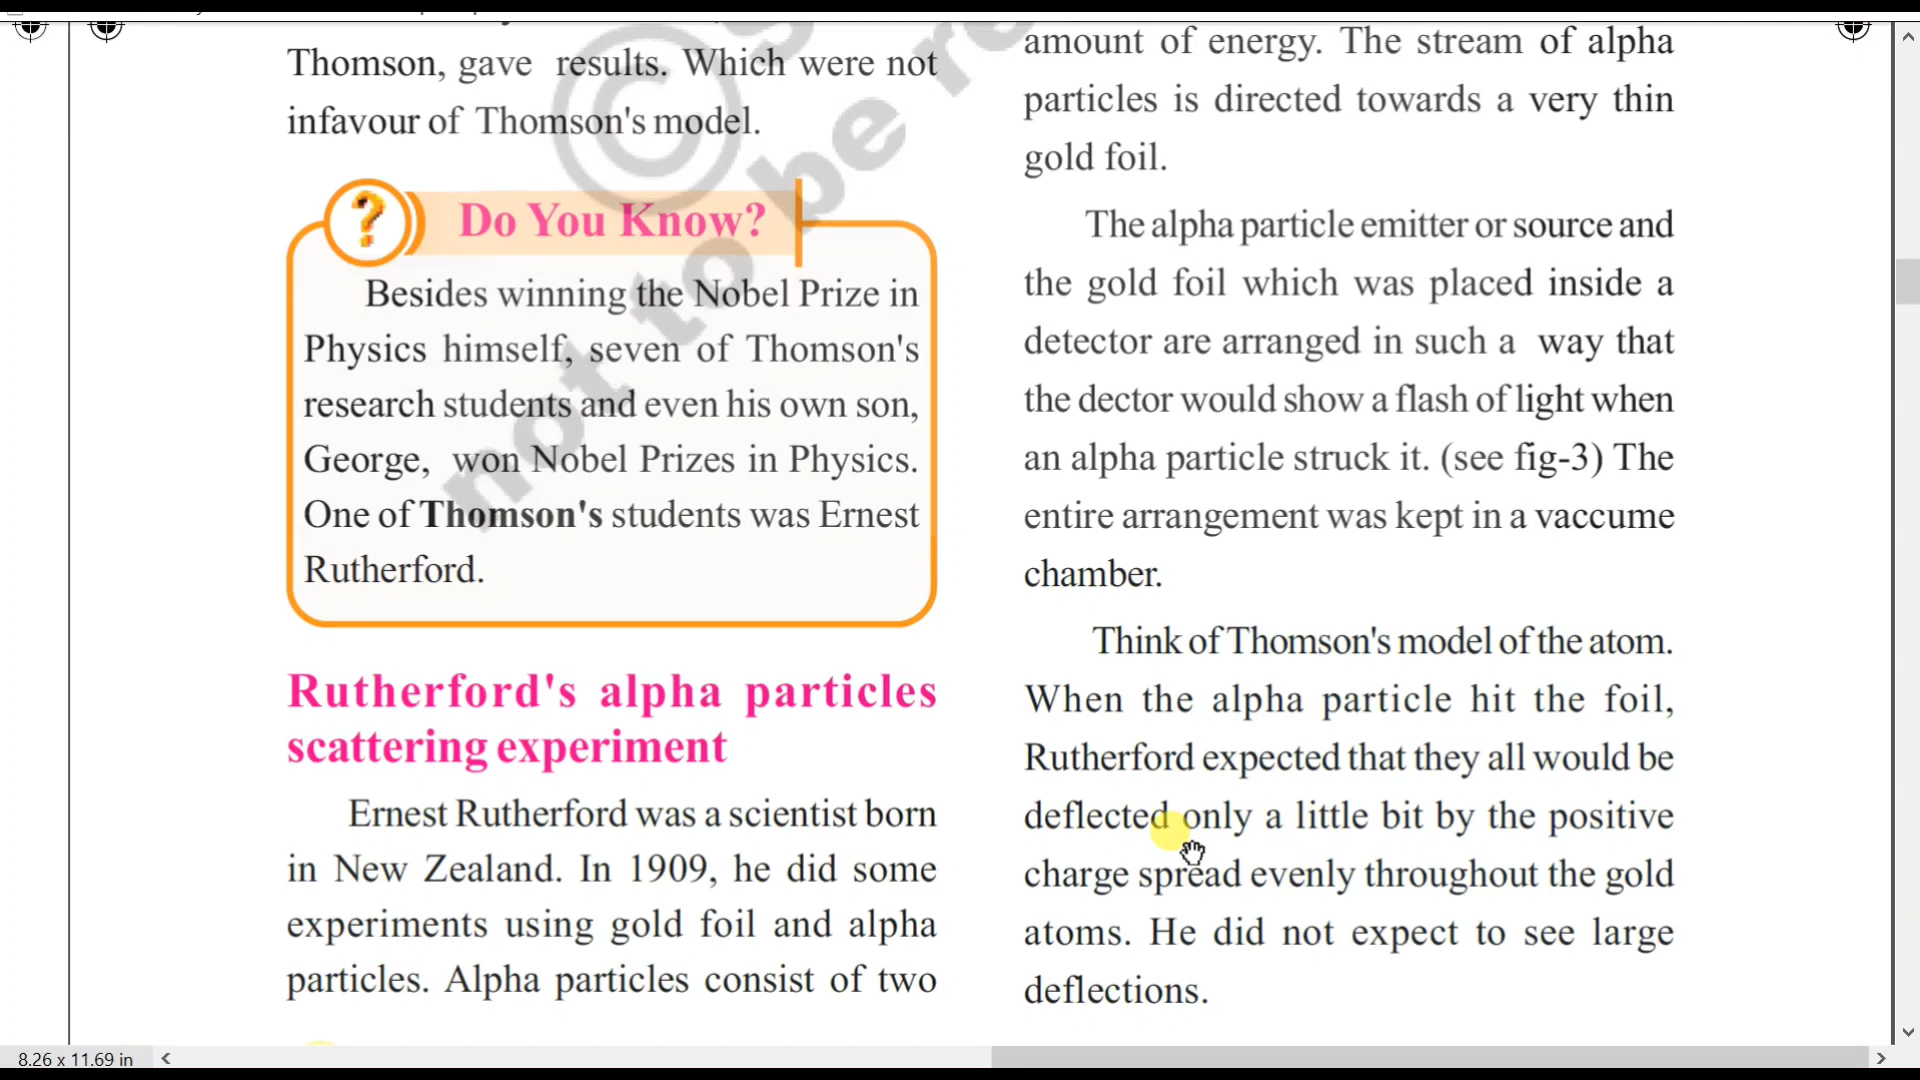 Thomson, gave results. Which were not
infavour of Thomson's model.
Do You Know?
Besides winning the Nobel Prize in
Physics himself, seven of Thomson's
research students and even his own son,
George, won Nobel Prizes in Physics.
One of Thomson's students was Ernest
Rutherford.
Rutherford's alpha particles
scattering experiment
Ernest Rutherford was a scientist born
in New Zealand. In 1909, he did some
experiments using gold foil and alpha
particles. Alpha particles consist of two
amount of energy. The stream of alpha
particles is directed towards a very thin
gold foil.
The alpha particle emitter or source and
the gold foil which was placed inside a
detector are arranged in such a way that
the dector would show a flash of light when
an alpha particle struck it. (see fig-3) The
entire arrangement was kept in a vaccume
chamber.
Think of Thomson's model of the atom.
When the alpha particle hit the foil,
Rutherford expected that they all would be
deflected only a little bit by the positive
charge spread evenly throughout the gold
atoms. He did not expect to see large
deflections.
not to be re
©
8.26 x 11.69 in